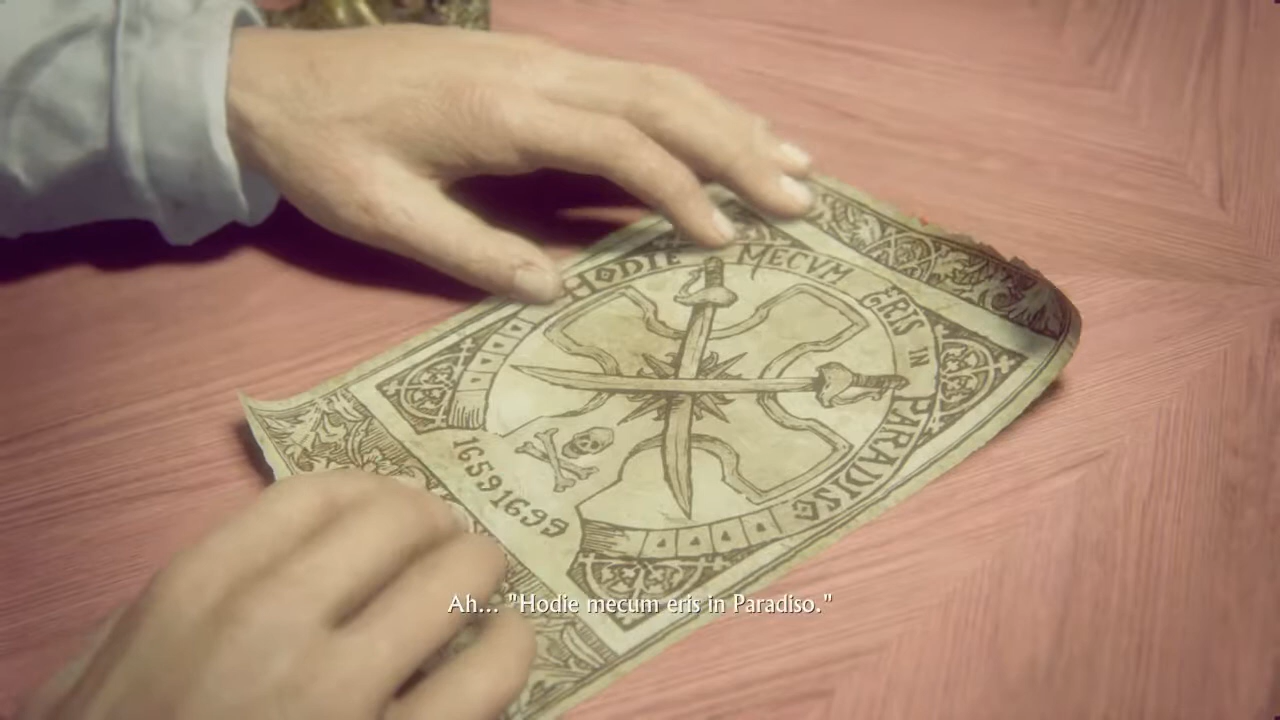 HODIE MECVM ERIS IN PARADISO
16591699
Ah... "Hodie mecum eris in Paradiso."